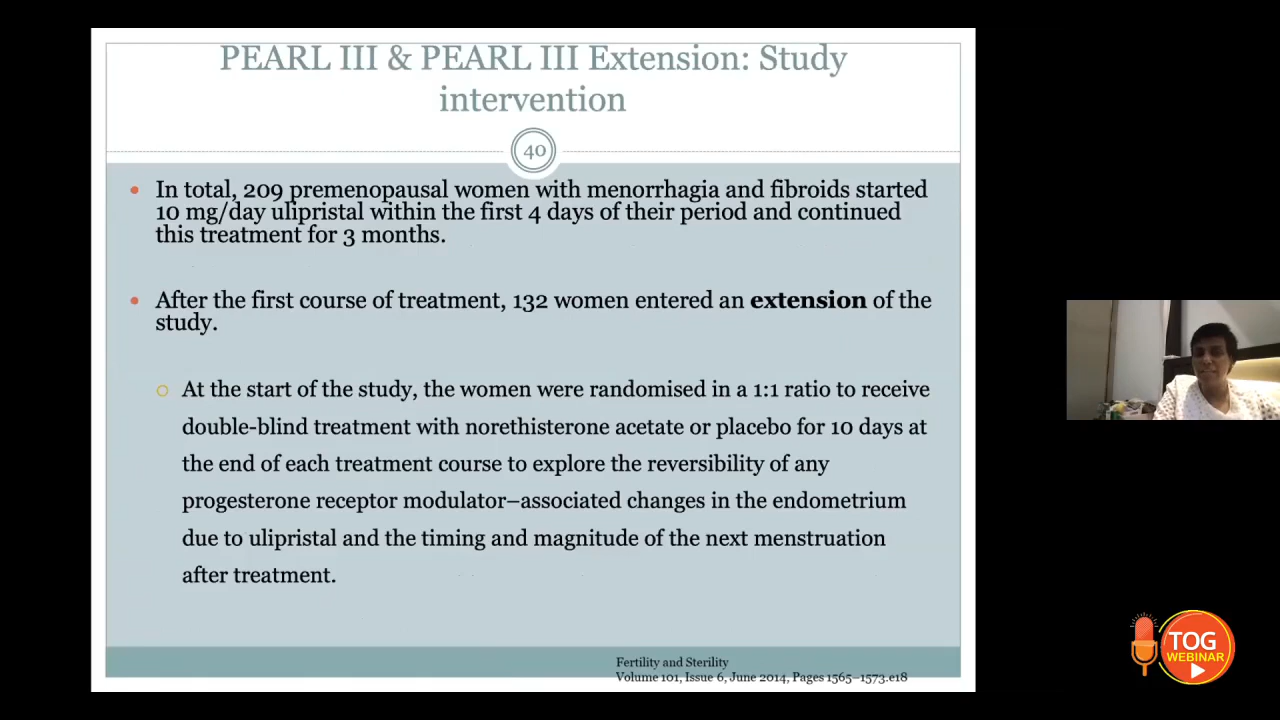 PEARL III & PEARL III Extension: Study
intervention
40
In total, 209 premenopausal women with menorrhagia and fibroids started
10 mg/day ulipristal within the first 4 days of their period and continued
this treatment for 3 months.
After the first course of treatment, 132 women entered an extension of the
study.
At the start of the study, the women were randomised in a 1:1 ratio to receive
double-blind treatment with norethisterone acetate or placebo for 10 days at
the end of each treatment course to explore the reversibility of any
progesterone receptor modulator–associated changes in the endometrium
due to ulipristal and the timing and magnitude of the next menstruation
after treatment.
Fertility and Sterility
Volume 101, Issue 6, June 2014, Pages 1565–1573.e18
TOG
WEBINAR